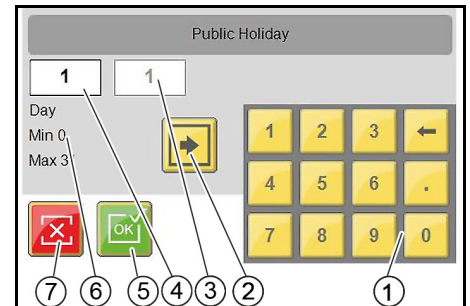 Public Holiday
1 1
Day
Min 0
Max 3
1 2 3 ←
4 5 6 .
7 8 9 0
OK
7 6 5 4 3 2 1